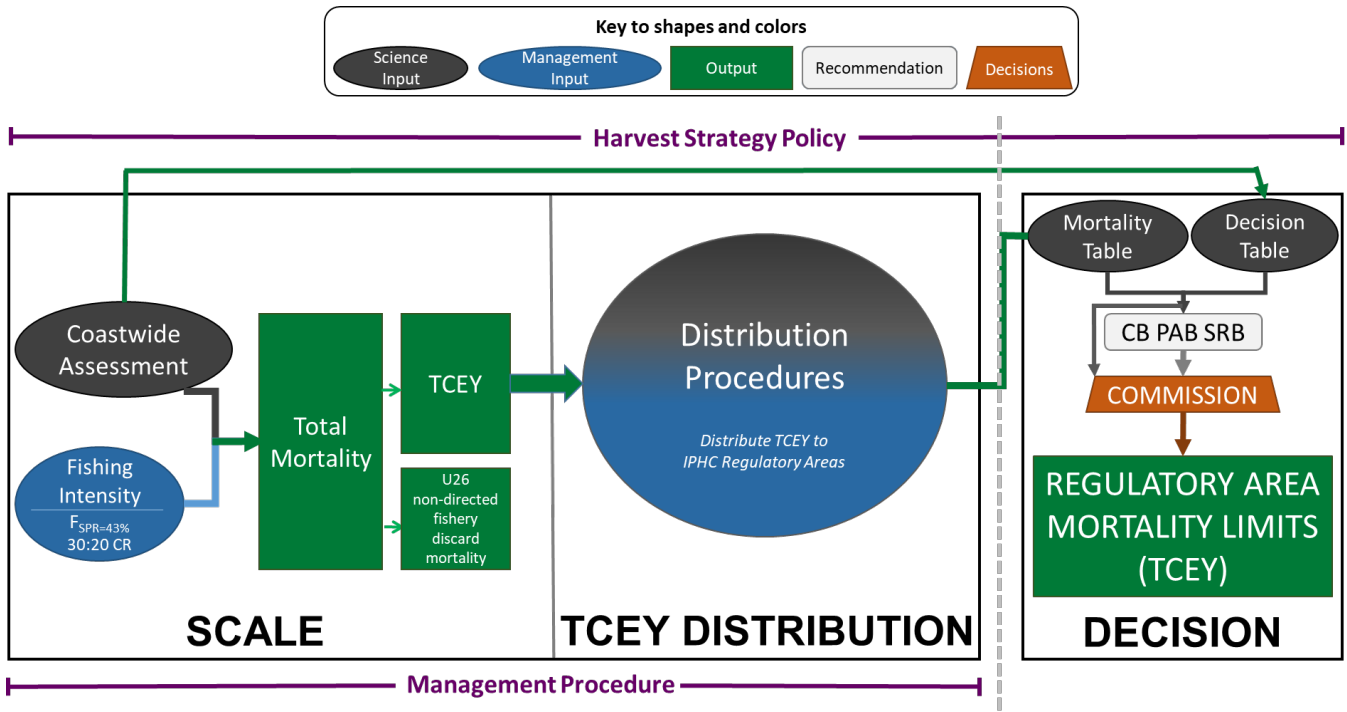 Key to shapes and colors
Science
Input
Management
Input
Output
Recommendation
Decisions
Harvest Strategy Policy
Coastwide
Assessment
Fishing
Intensity
FSPR=43%
30:20 CR
Total
Mortality
TCEY
U26
non-directed
fishery
discard
mortality
SCALE
Distribution
Procedures
Distribute TCEY to
IPHC Regulatory Areas
TCEY DISTRIBUTION
Mortality
Table
Decision
Table
CB PAB SRB
COMMISSION
REGULATORY AREA
MORTALITY LIMITS
(TCEY)
DECISION
Management Procedure